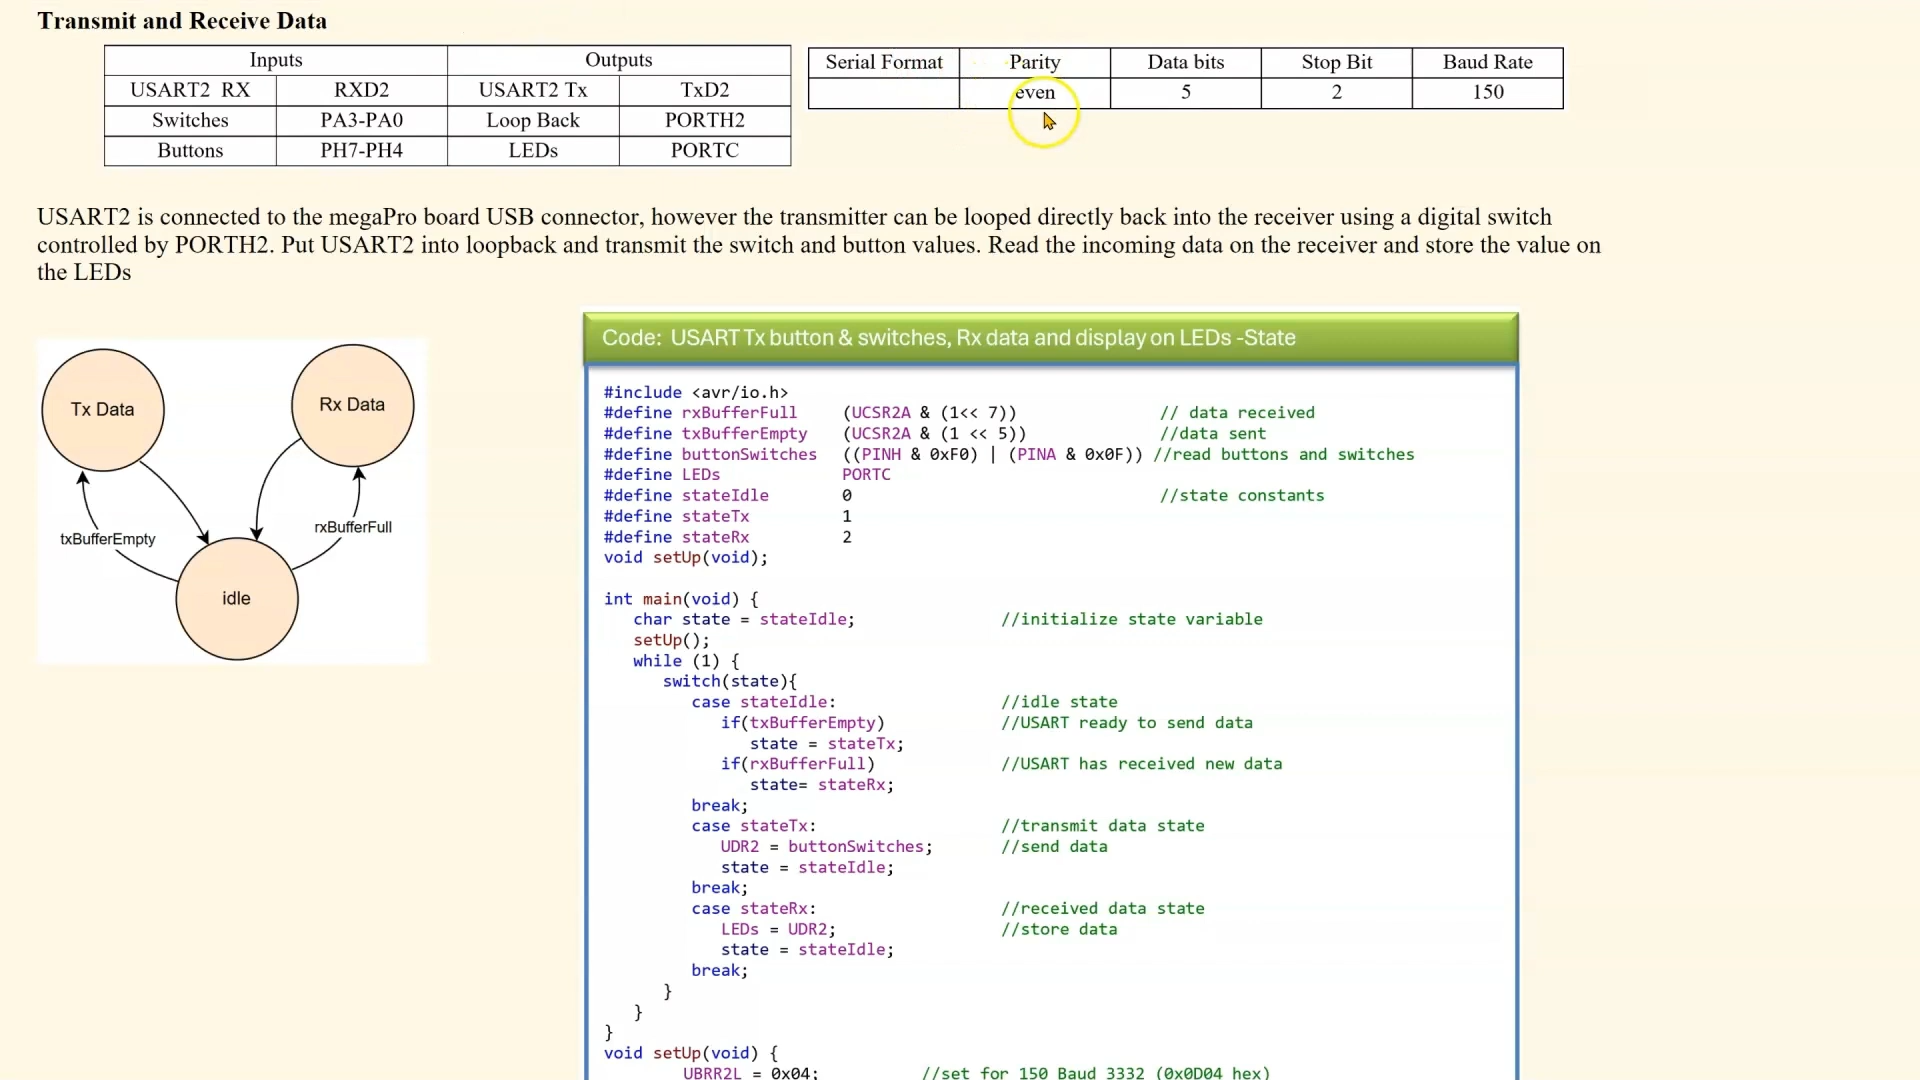 Transmit and Receive Data
Inputs Outputs
USART2 RX RXD2 USART2 Tx TxD2
Switches PA3-PA0 Loop Back PORTH2
Buttons PH7-PH4 LEDs PORTC
Serial Format Parity Data bits Stop Bit Baud Rate
even 5 2 150
USART2 is connected to the megaPro board USB connector, however the transmitter can be looped directly back into the receiver using a digital switch
controlled by PORTH2. Put USART2 into loopback and transmit the switch and button values. Read the incoming data on the receiver and store the value on
the LEDs
Tx Data
Rx Data
txBufferEmpty
rxBufferFull
idle
Code: USART Tx button & switches, Rx data and display on LEDs -State
#include <avr/io.h>
#define rxBufferFull (UCSR2A & (1<< 7)) // data received
#define txBufferEmpty (UCSR2A & (1 << 5)) //data sent
#define buttonSwitches ((PINH & 0xF0) | (PINA & 0x0F)) //read buttons and switches
#define LEDs PORTC
#define stateIdle 0 //state constants
#define stateTx 1
#define stateRx 2
void setUp(void);
int main(void) {
char state = stateIdle; //initialize state variable
setUp();
while (1) {
switch(state){
case stateIdle: //idle state
if(txBufferEmpty) //USART ready to send data
state = stateTx;
if(rxBufferFull) //USART has received new data
state= stateRx;
break;
case stateTx: //transmit data state
UDR2 = buttonSwitches; //send data
state = stateIdle;
break;
case stateRx: //received data state
LEDs = UDR2; //store data
state = stateIdle;
break;
}
}
}
void setUp(void) {
UBRR2L = 0x04; //set for 150 Baud 3332 (0x0D04 hex)